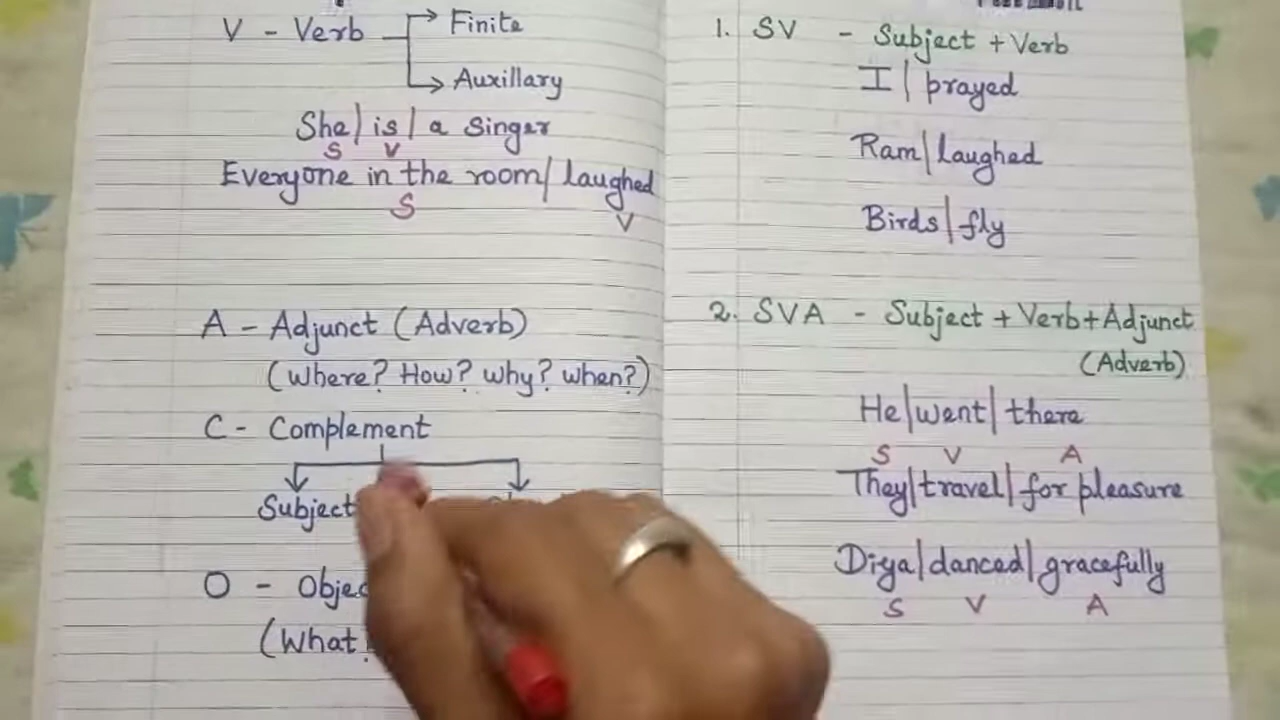 V - Verb
Finite
Auxillary
She | is | a singer
S V
Everyone in the room | laughed
S V
A - Adjunct (Adverb)
(Where? How? Why? when?)
C - Complement
Subject
O - Objec
(What
1. SV - Subject + Verb
I | prayed
Ram | laughed
Birds | fly
2. SVA - Subject + Verb + Adjunct
(Adverb)
He | went | there
S V A
They | travel | for pleasure
Diya | danced | gracefully
S V A